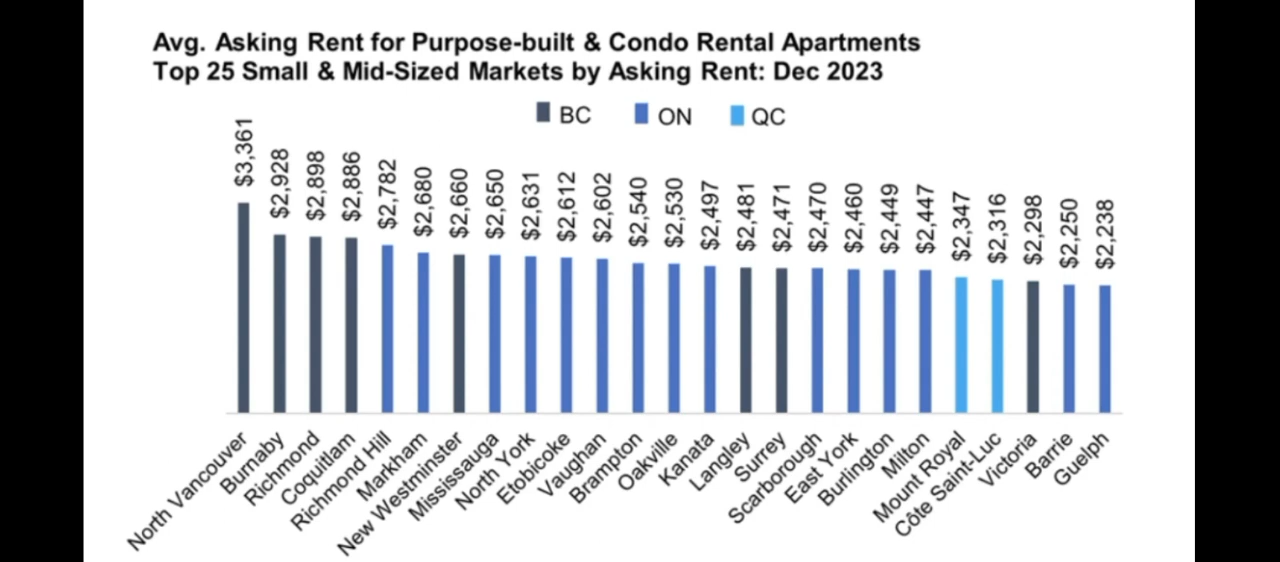 Avg. Asking Rent for Purpose-built & Condo Rental Apartments
Top 25 Small & Mid-Sized Markets by Asking Rent: Dec 2023
BC
ON
QC
$3,361
$2,928
$2,898
$2,886
$2,782
$2,680
$2,660
$2,650
$2,631
$2,612
$2,602
$2,540
$2,530
$2,497
$2,481
$2,471
$2,470
$2,460
$2,449
$2,447
$2,347
$2,316
$2,298
$2,250
$2,238
North Vancouver
Burnaby
Richmond
Coquitlam
Richmond Hill
Markham
New Westminster
Mississauga
North York
Etobicoke
Vaughan
Brampton
Oakville
Kanata
Langley
Surrey
Scarborough
East York
Burlington
Milton
Mount Royal
Côte Saint-Luc
Victoria
Barrie
Guelph